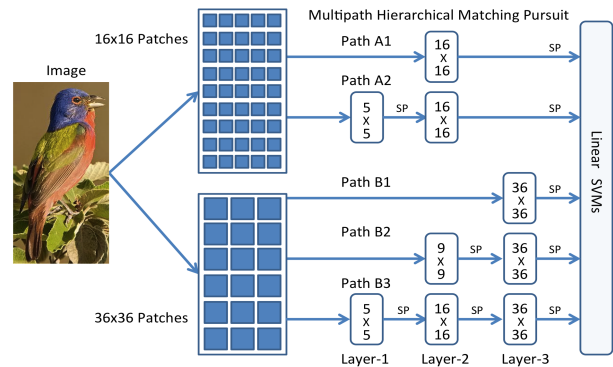 Multipath Hierarchical Matching Pursuit
16x16 Patches
Image
Path A1
16
x
16
SP
Path A2
5
x
5
SP
16
x
16
SP
Path B1
36
x
36
SP
Path B2
9
x
9
SP
36
x
36
SP
36x36 Patches
Path B3
5
x
5
SP
16
x
16
SP
36
x
36
SP
Layer-1
Layer-2
Layer-3
Linear SVMs